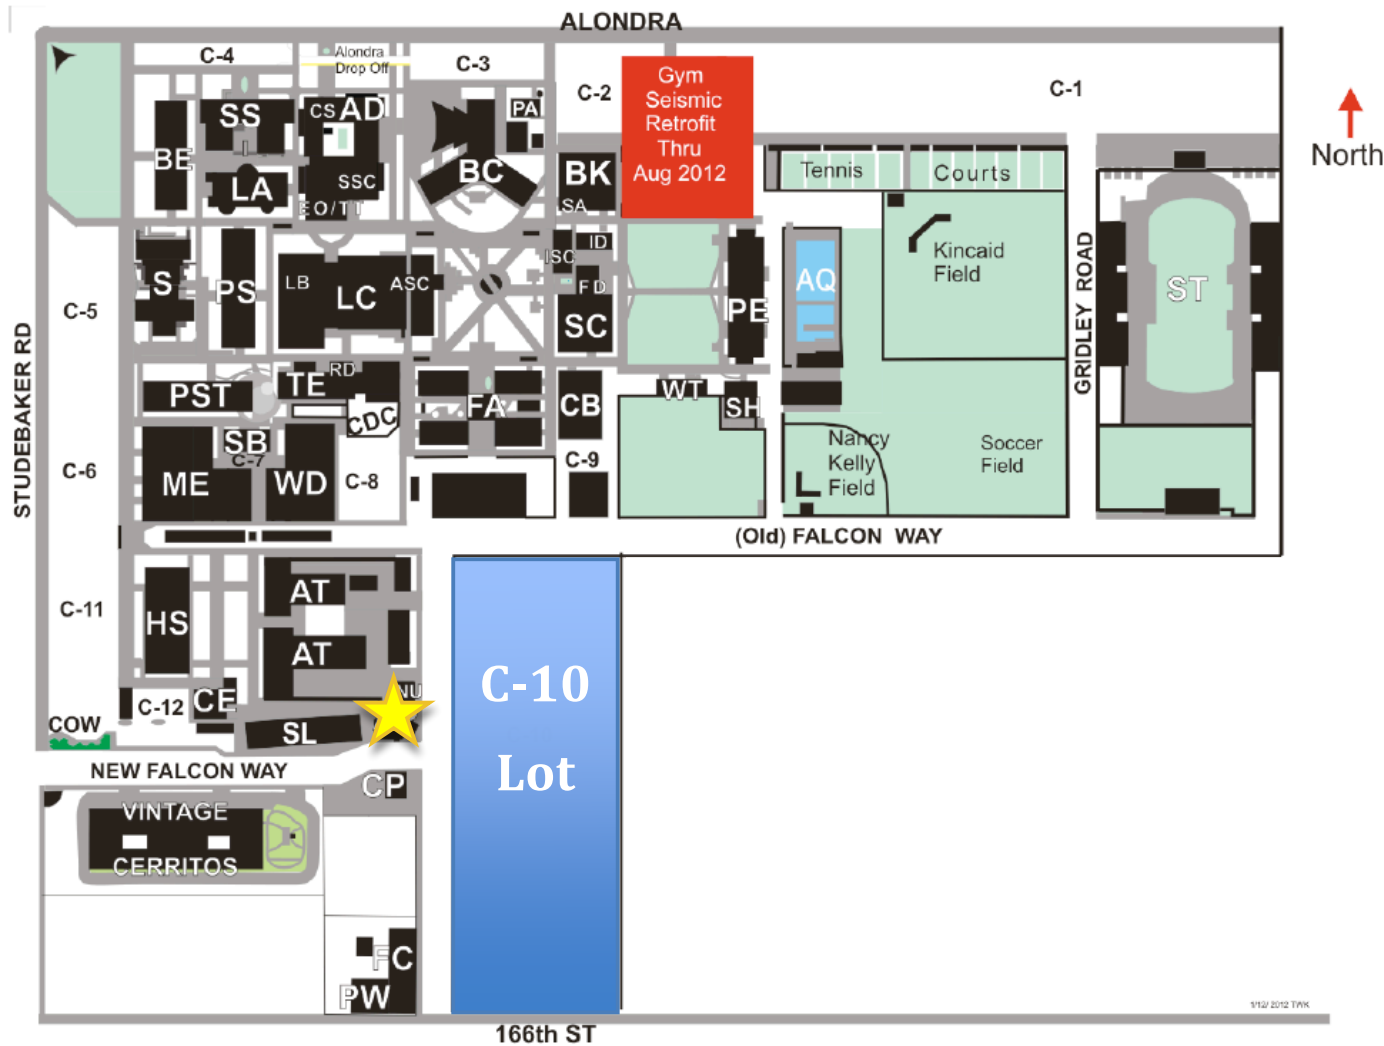 ALONDRA
C-4
Alondra
Drop Off
C-3
C-2
Gym
Seismic
Retrofit
Thru
Aug 2012
C-1
North
SS
CS
AD
PA
BE
LA
SSC
BC
BK
SA
EO/TT
Tennis
Courts
Kincaid
Field
GRIDLEY ROAD
ST
S
PS
LB
LC
ASC
ISC
ID
FD
SC
PE
AQ
C-5
STUDEBAKER RD
PST
TE
RD
CDC
FA
CB
WT
SH
SB
C-7
ME
WD
C-8
C-6
C-9
Nancy
Kelly
Field
Soccer
Field
(Old) FALCON WAY
C-11
HS
AT
AT
C-10
Lot
NU
CE
C-12
COW
SL
NEW FALCON WAY
CP
VINTAGE
CERRITOS
FC
PW
1/12/ 2012 TWK
166th ST